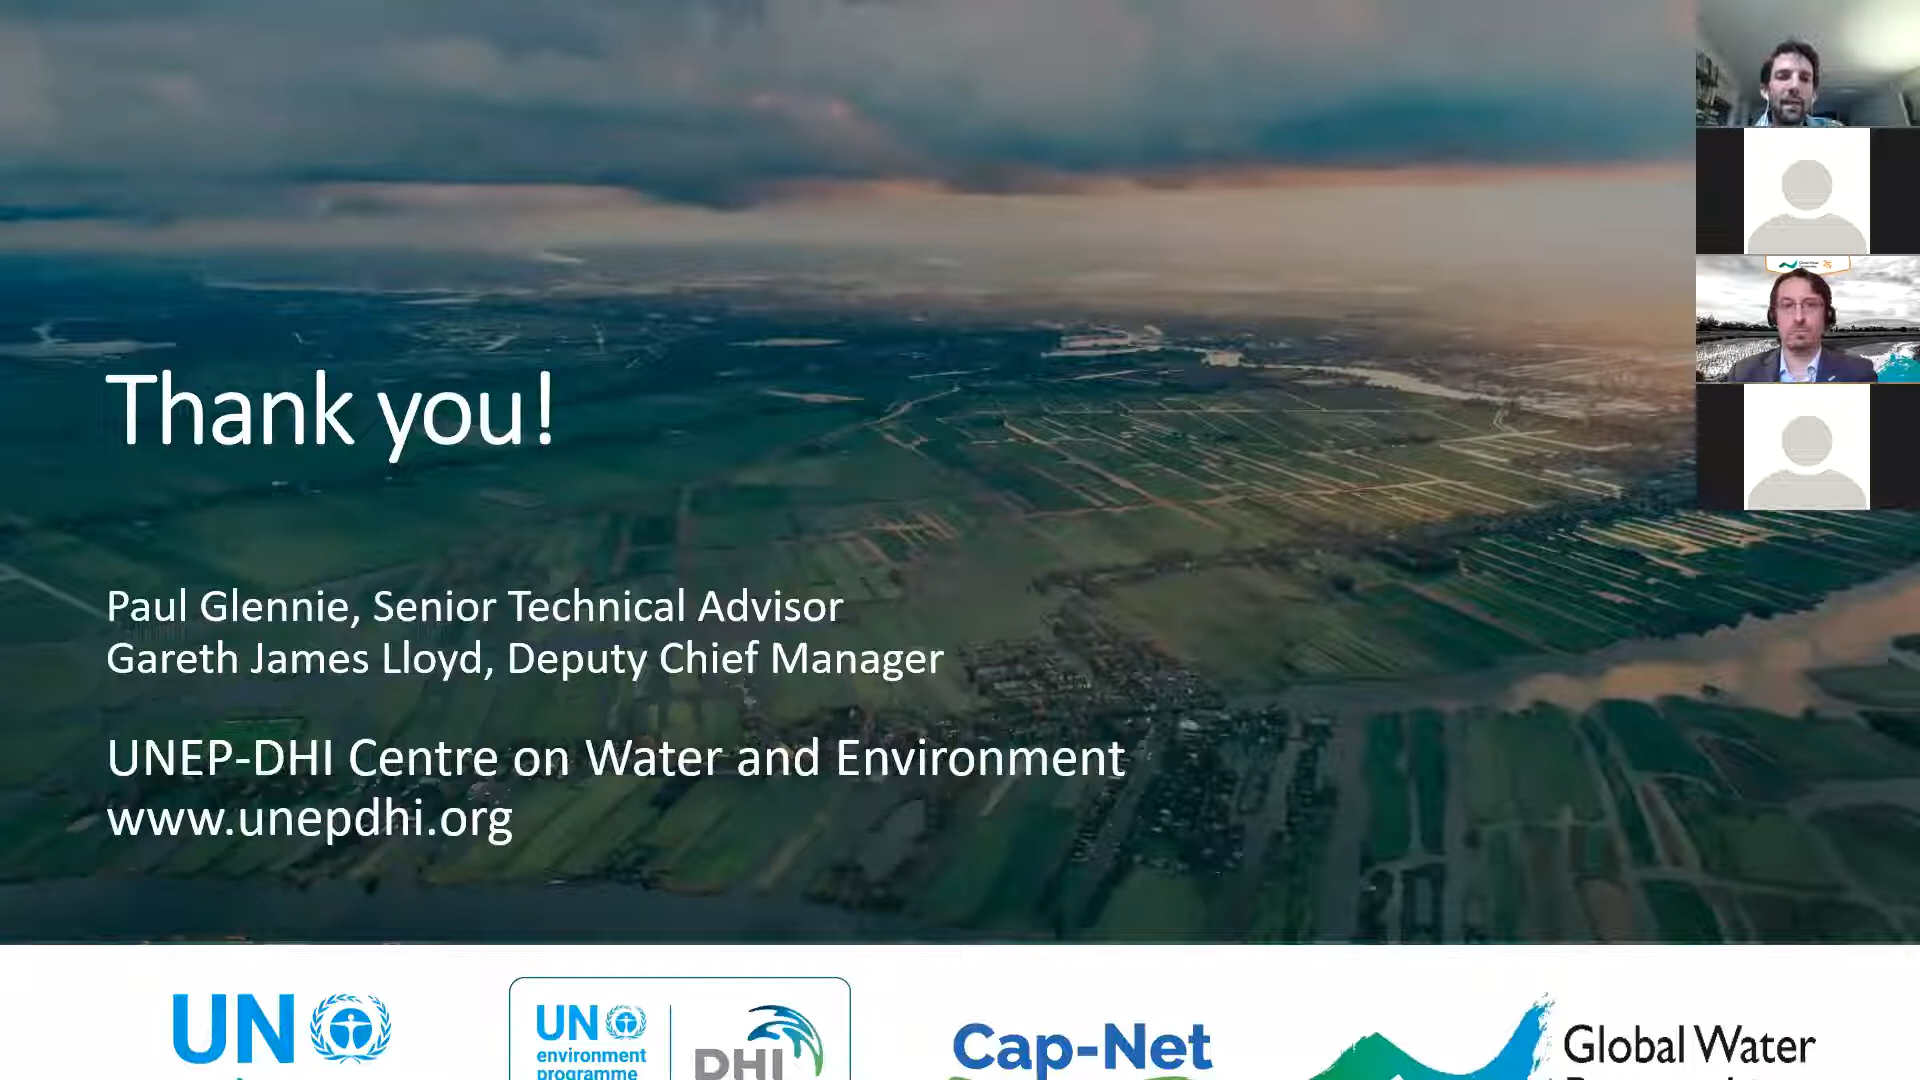 Thank you!
Paul Glennie, Senior Technical Advisor
Gareth James Lloyd, Deputy Chief Manager
UNEP-DHI Centre on Water and Environment
www.unepdhi.org
UN
UN
environment
programme
DHI
Cap-Net
Global Water